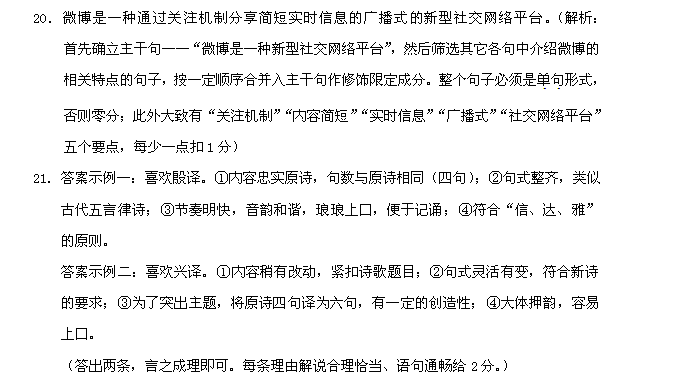 20. 微博是一种通过关注机制分享简短实时信息的广播式的新型社交网络平台。（解析：
首先确立主干句——“微博是一种新型社交网络平台”，然后筛选其它各句中介绍微博的
相关特点的句子，按一定顺序合并入主干句作修饰限定成分。整个句子必须是单句形式，
否则零分；此外大致有“关注机制”“内容简短”“实时信息”“广播式”“社交网络平台”
五个要点，每少一点扣1分）
21. 答案示例一：喜欢殷译。①内容忠实原诗，句数与原诗相同（四句）；②句式整齐，类似
古代五言律诗；③节奏明快，音韵和谐，琅琅上口，便于记诵；④符合“信、达、雅”
的原则。
答案示例二：喜欢兴译。①内容稍有改动，紧扣诗歌题目；②句式灵活有变，符合新诗
的要求；③为了突出主题，将原诗四句译为六句，有一定的创造性；④大体押韵，容易
上口。
（答出两条，言之成理即可。每条理由解说合理恰当、语句通畅给2分。）